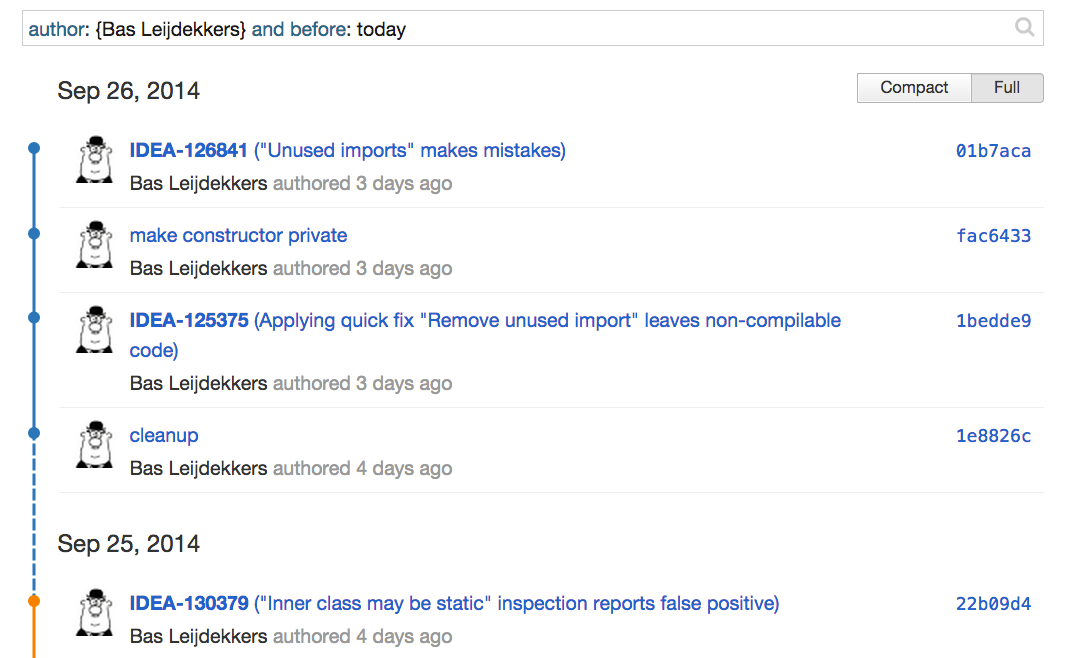 author: {Bas Leijdekkers} and before: today
Sep 26, 2014
Compact Full
IDEA-126841 ("Unused imports" makes mistakes) 01b7aca
Bas Leijdekkers authored 3 days ago
make constructor private fac6433
Bas Leijdekkers authored 3 days ago
IDEA-125375 (Applying quick fix "Remove unused import" leaves non-compilable 1bedde9
code)
Bas Leijdekkers authored 3 days ago
cleanup 1e8826c
Bas Leijdekkers authored 4 days ago
Sep 25, 2014
IDEA-130379 ("Inner class may be static" inspection reports false positive) 22b09d4
Bas Leijdekkers authored 4 days ago